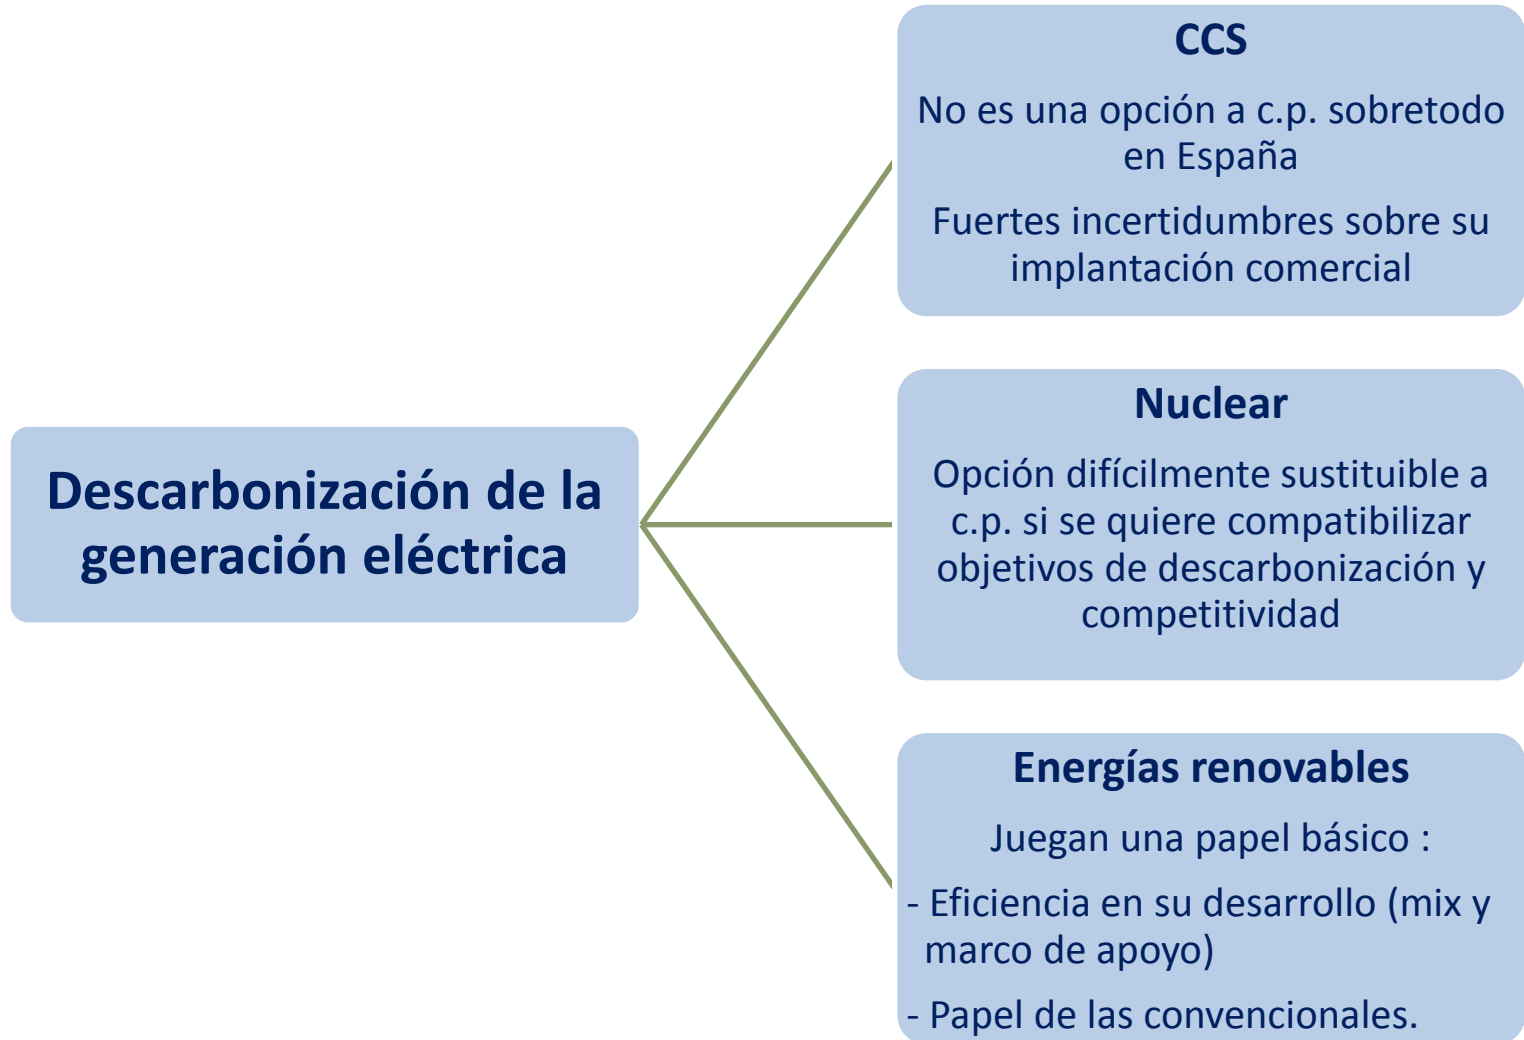 CCS
No es una opción a c.p. sobretodo
en España
Fuertes incertidumbres sobre su
implantación comercial
Descarbonización de la
generación eléctrica
Nuclear
Opción difícilmente sustituible a
c.p. si se quiere compatibilizar
objetivos de descarbonización y
competitividad
Energías renovables
Juegan una papel básico :
- Eficiencia en su desarrollo (mix y
marco de apoyo)
- Papel de las convencionales.